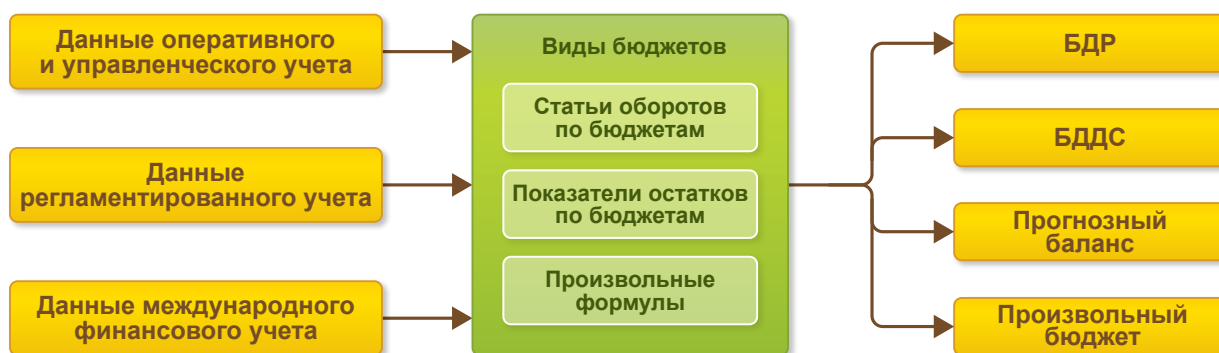 Данные оперативного
и управленческого учета
Данные
регламентированного учета
Данные международного
финансового учета
Виды бюджетов
Статьи оборотов
по бюджетам
Показатели остатков
по бюджетам
Произвольные
формулы
БДР
БДДС
Прогнозный
баланс
Произвольный
бюджет